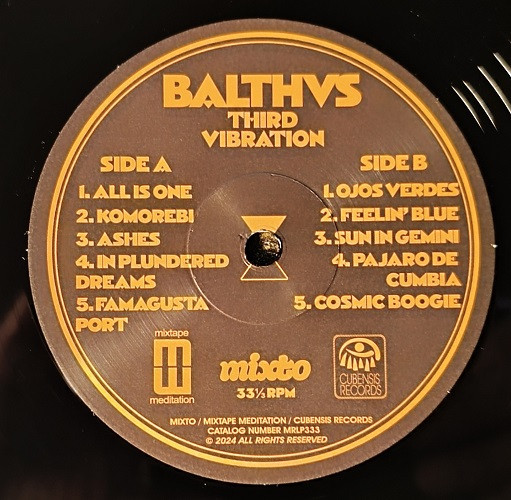 BALTHVS
THIRD
VIBRATION
SIDE A
1. ALL IS ONE
2. KOMOREBI
3. ASHES
4. IN PLUNDERED
DREAMS
5. FAMAGUSTA
PORT
SIDE B
1. OJOS VERDES
2. FEELIN' BLUE
3. SUN IN GEMINI
4. PAJARO DE
CUMBIA
5. COSMIC BOOGIE
mixtape
meditation
mixto
33⅓ RPM
CUBENSIS
RECORDS
MIXTO / MIXTAPE MEDITATION / CUBENSIS RECORDS
CATALOG NUMBER MRLP333
© 2024 ALL RIGHTS RESERVED